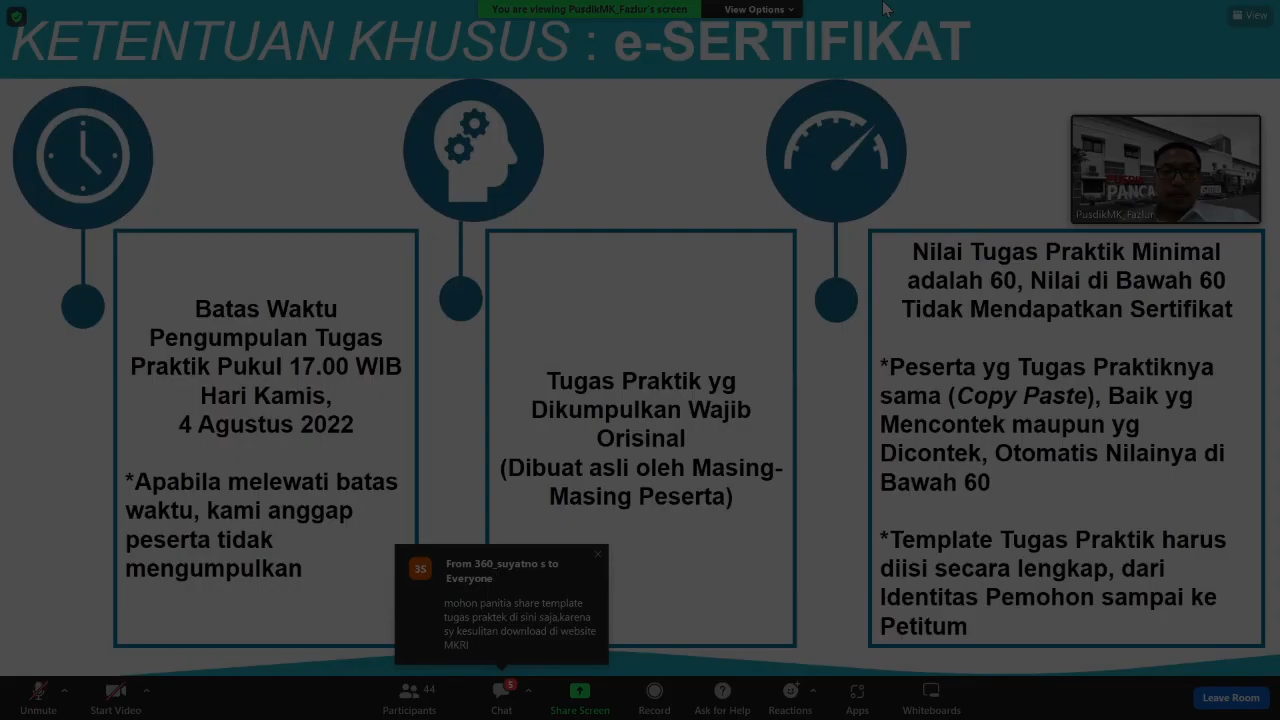 You are viewing PusdikMK_Fazlur's screen
View Options
View
KETENTUAN KHUSUS : e-SERTIFIKAT
PANCA
PusdikMK_Fazlur
Batas Waktu
Pengumpulan Tugas
Praktik Pukul 17.00 WIB
Hari Kamis,
4 Agustus 2022
*Apabila melewati batas
waktu, kami anggap
peserta tidak
mengumpulkan
Tugas Praktik yg
Dikumpulkan Wajib
Orisinal
(Dibuat asli oleh Masing-
Masing Peserta)
Nilai Tugas Praktik Minimal
adalah 60, Nilai di Bawah 60
Tidak Mendapatkan Sertifikat
*Peserta yg Tugas Praktiknya
sama (Copy Paste), Baik yg
Mencontek maupun yg
Dicontek, Otomatis Nilainya di
Bawah 60
*Template Tugas Praktik harus
diisi secara lengkap, dari
Identitas Pemohon sampai ke
Petitum
3S
From 360_suyatno s to
Everyone
mohon panitia share template
tugas praktek di sini saja,karena
sy kesulitan download di website
MKRI
Unmute
Start Video
44
Participants
5
Chat
Share Screen
Record
Ask for Help
Reactions
Apps
Whiteboards
Leave Room